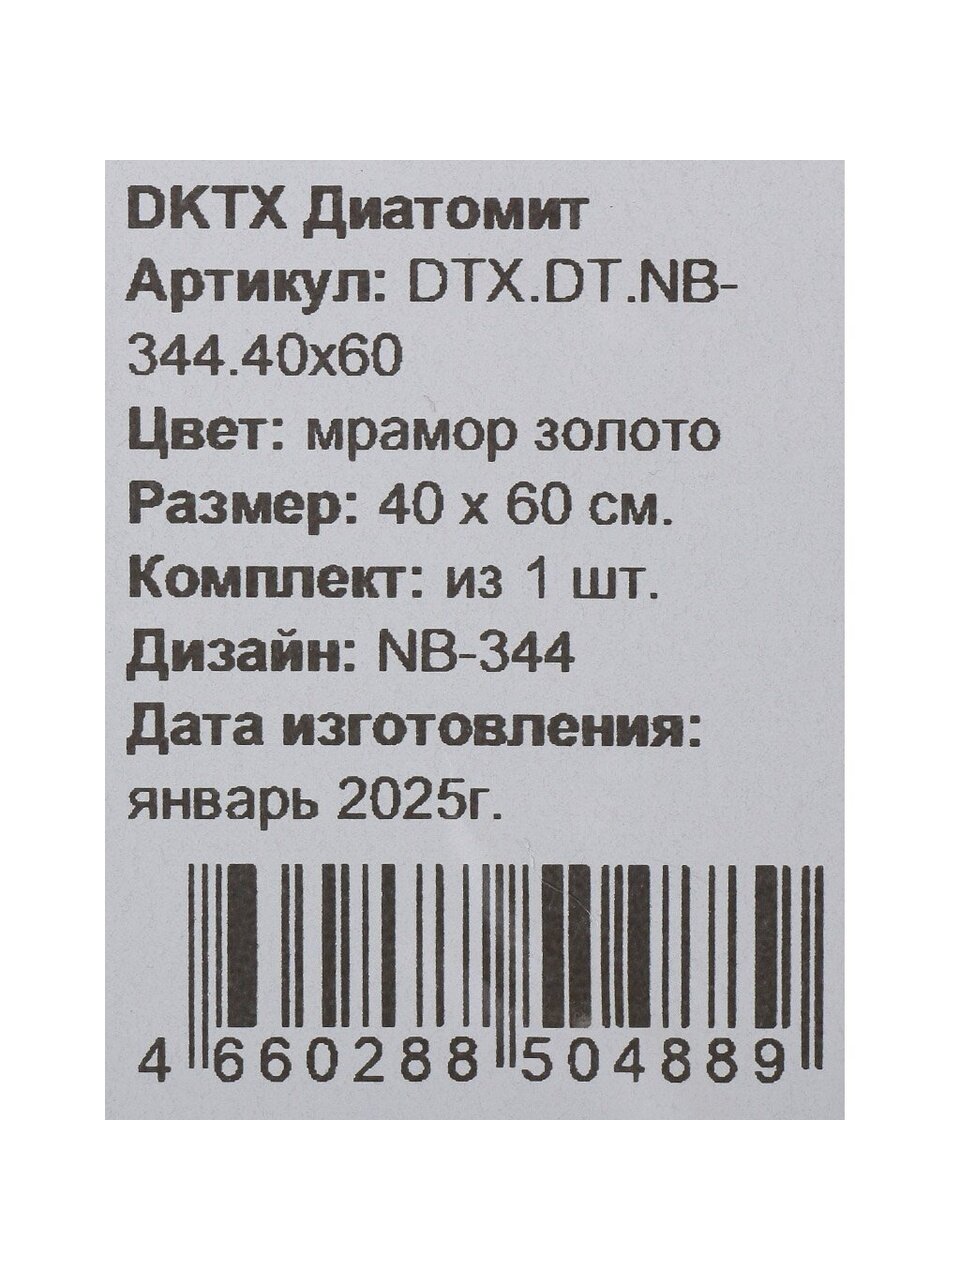 DKTX Диатомит
Артикул: DTX.DT.NB-
344.40x60
Цвет: мрамор золото
Размер: 40 x 60 см.
Комплект: из 1 шт.
Дизайн: NB-344
Дата изготовления:
январь 2025г.
4 660288 504889